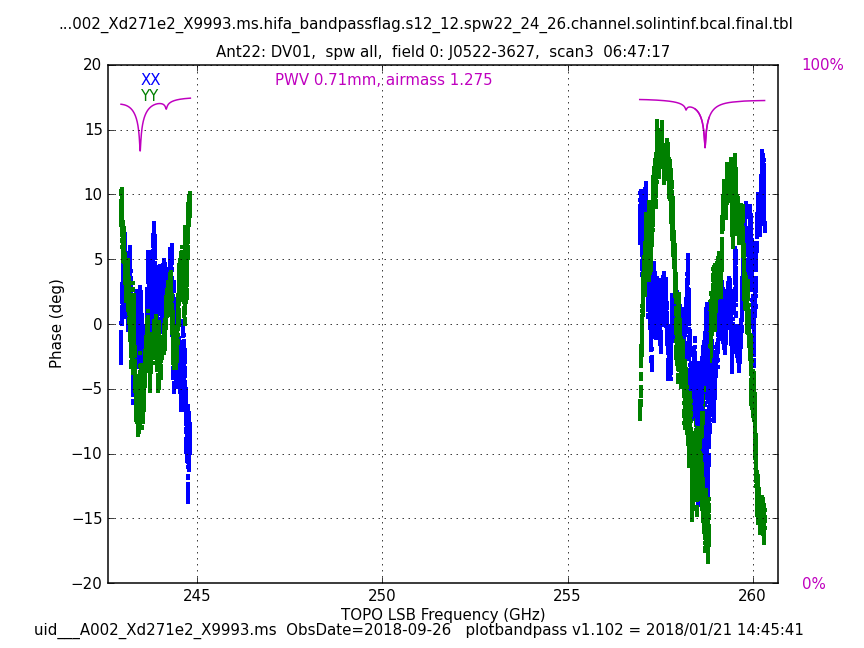 ...002_Xd271e2_X9993.ms.hifa_bandpassflag.s12_12.spw22_24_26.channel.solintinf.bcal.final.tbl
Ant22: DV01,  spw all,  field 0: J0522-3627,  scan3  06:47:17
20
XX
PWV 0.71mm, airmass 1.275
100%
YY
15
10
5
0
Phase (deg)
−5
−10
−15
−20
0%
245
250
255
260
TOPO LSB Frequency (GHz)
uid___A002_Xd271e2_X9993.ms  ObsDate=2018-09-26   plotbandpass v1.102 = 2018/01/21 14:45:41